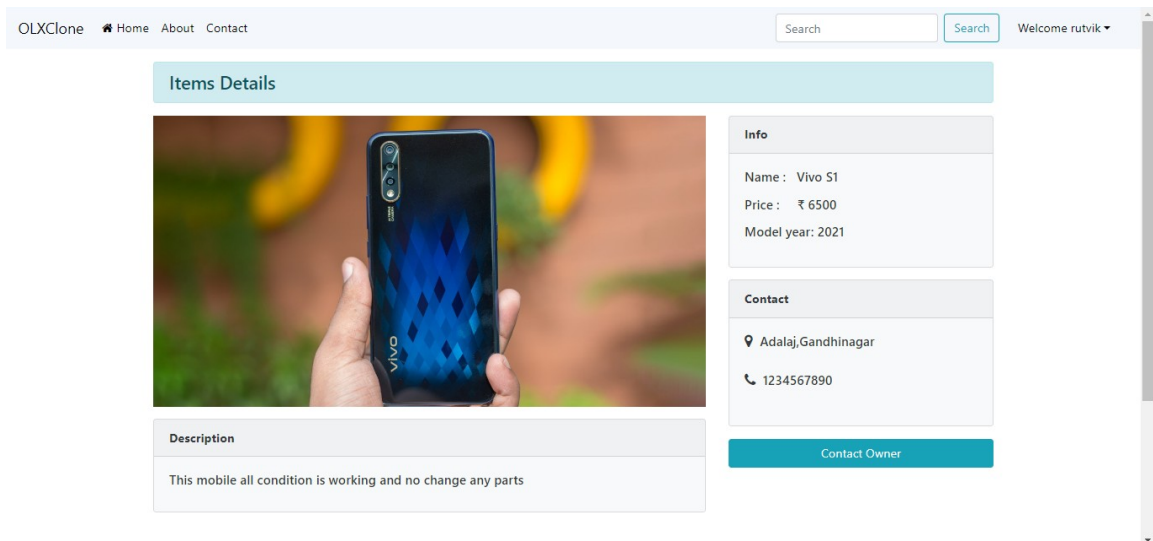 OLXClone Home About Contact Search Search Welcome rutvik
Items Details
vivo
Description
This mobile all condition is working and no change any parts
Info
Name : Vivo S1
Price : ₹ 6500
Model year: 2021
Contact
Adalaj,Gandhinagar
1234567890
Contact Owner